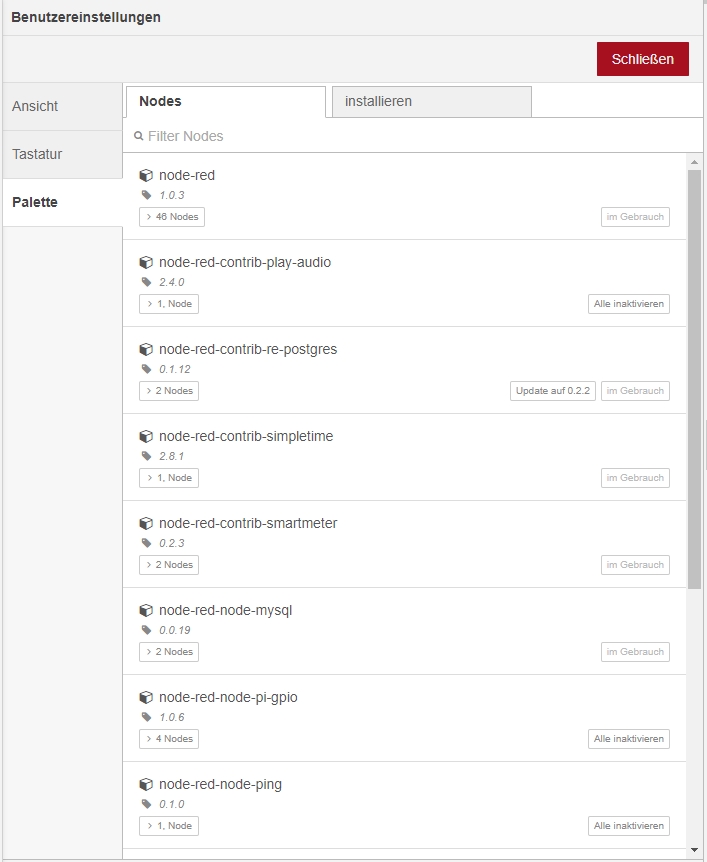 Benutzereinstellungen
Schließen
Ansicht
Tastatur
Palette
Nodes
installieren
Filter Nodes
node-red
1.0.3
46 Nodes
im Gebrauch
node-red-contrib-play-audio
2.4.0
1, Node
Alle inaktivieren
node-red-contrib-re-postgres
0.1.12
2 Nodes
Update auf 0.2.2
im Gebrauch
node-red-contrib-simpletime
2.8.1
1, Node
im Gebrauch
node-red-contrib-smartmeter
0.2.3
2 Nodes
im Gebrauch
node-red-node-mysql
0.0.19
2 Nodes
im Gebrauch
node-red-node-pi-gpio
1.0.6
4 Nodes
Alle inaktivieren
node-red-node-ping
0.1.0
1, Node
Alle inaktivieren